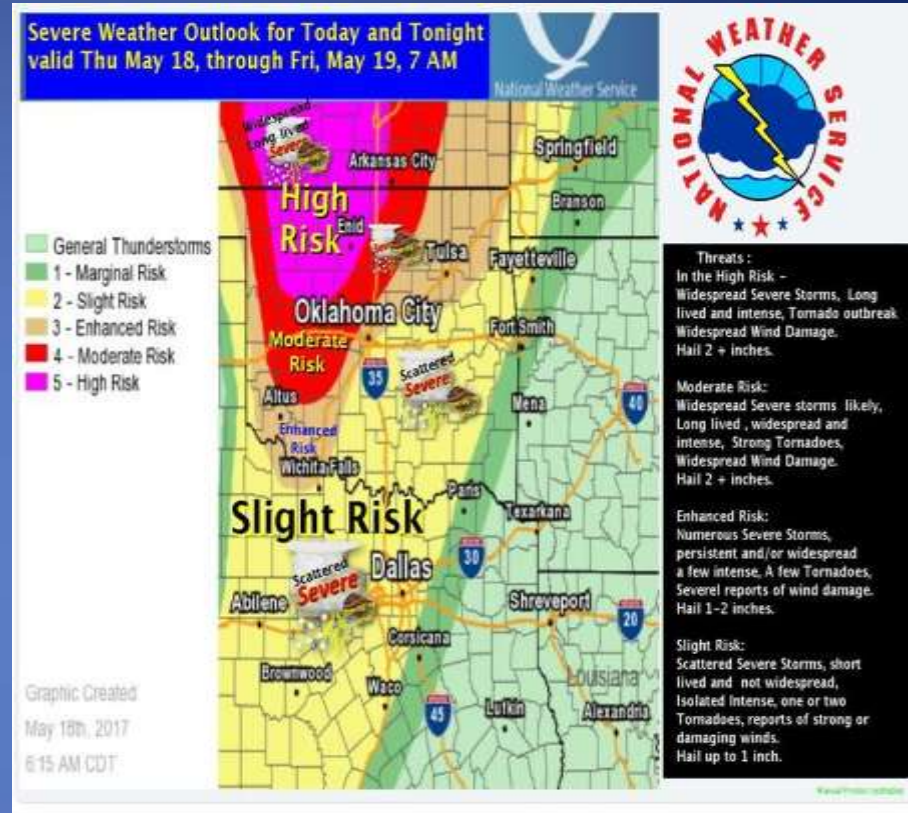 Severe Weather Outlook for Today and Tonight
valid Thu May 18, through Fri, May 19, 7 AM
National Weather Service
NATIONAL WEATHER SERVICE
General Thunderstorms
1 - Marginal Risk
2 - Slight Risk
3 - Enhanced Risk
4 - Moderate Risk
5 - High Risk
Widespread
Long lived
Severe
Arkansas City
Springfield
Branson
High
Risk
Enid
Severe
Tulsa
Fayetteville
Oklahoma City
Fort Smith
Moderate
Risk
35
Scattered
Severe
Mena
40
Altus
Enhanced
Risk
Wichita Falls
Paris
Texarkana
Slight Risk
Scattered
Severe
Dallas
30
Abilene
Shreveport
20
Corsicana
Brownwood
Waco
45
Lufkin
Louisiana
Alexandria
Graphic Created
May 18th, 2017
6:15 AM CDT
Threats :
In the High Risk –
Widespread Severe Storms, Long
lived and intense, Tornado outbreak
Widespread Wind Damage.
Hail 2 + inches.
Moderate Risk:
Widespread Severe storms likely,
Long lived , widespread and
intense, Strong Tornadoes,
Widespread Wind Damage.
Hail 2 + inches.
Enhanced Risk:
Numerous Severe Storms,
persistent and/or widespread
a few intense, A few Tornadoes,
Severel reports of wind damage.
Hail 1–2 inches.
Slight Risk:
Scattered Severe Storms, short
lived and not widespread,
Isolated Intense, one or two
Tornadoes, reports of strong or
damaging winds.
Hail up to 1 inch.